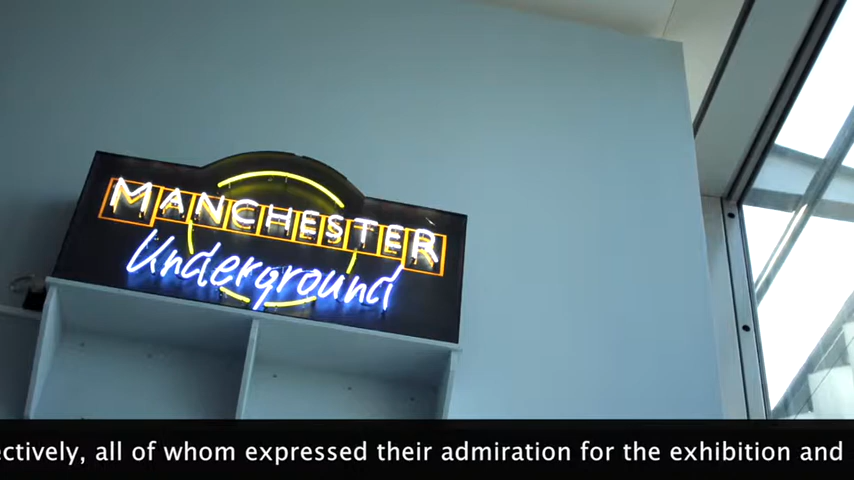 MANCHESTER
Underground
ectively, all of whom expressed their admiration for the exhibition and